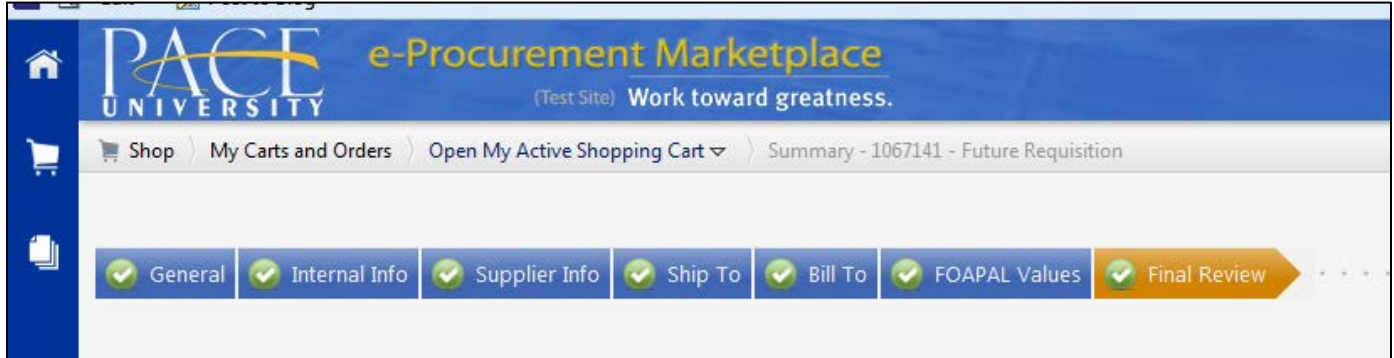 PACE
UNIVERSITY
e-Procurement Marketplace
(Test Site) Work toward greatness.
Shop My Carts and Orders Open My Active Shopping Cart Summary - 1067141 - Future Requisition
General Internal Info Supplier Info Ship To Bill To FOAPAL Values Final Review